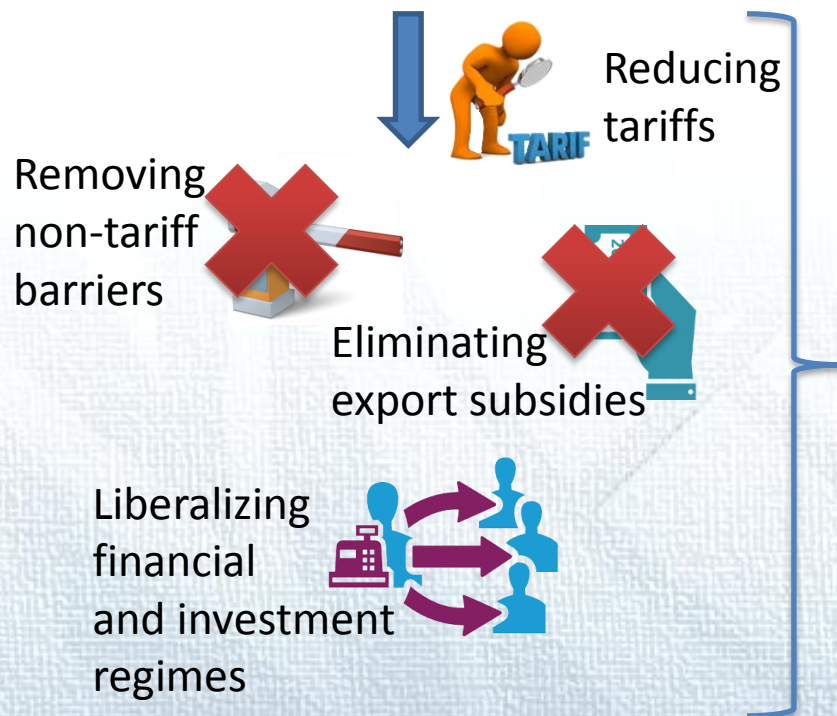 Reducing
tariffs
TARIF
Removing
non-tariff
barriers
Eliminating
export subsidies
Liberalizing
financial
and investment
regimes